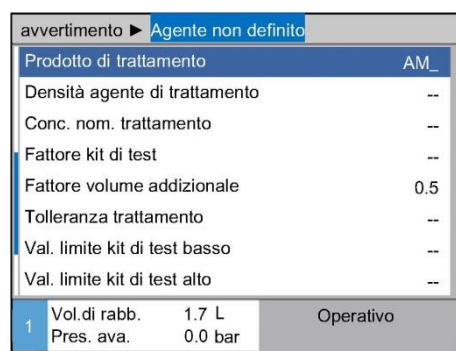 avvertimento ► Agente non definito
Prodotto di trattamento AM_
Densità agente di trattamento --
Conc. nom. trattamento --
Fattore kit di test --
Fattore volume addizionale 0.5
Tolleranza trattamento --
Val. limite kit di test basso --
Val. limite kit di test alto --
1 Vol.di rabb. 1.7 L Operativo
Pres. ava. 0.0 bar